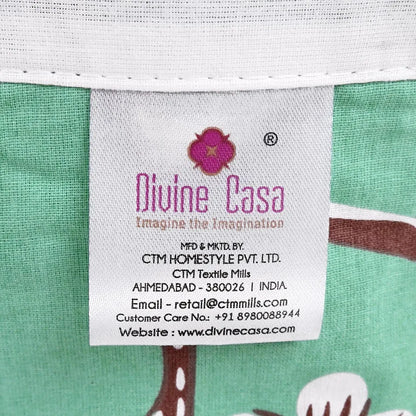 ®
Divine Casa
Imagine the Imagination
MFD & MKTD. BY.
CTM HOMESTYLE PVT. LTD.
CTM Textile Mills
AHMEDABAD - 380026 | INDIA.
Email - retail@ctmmills.com
Customer Care No.: +91 8980088944
Website : www.divinecasa.com